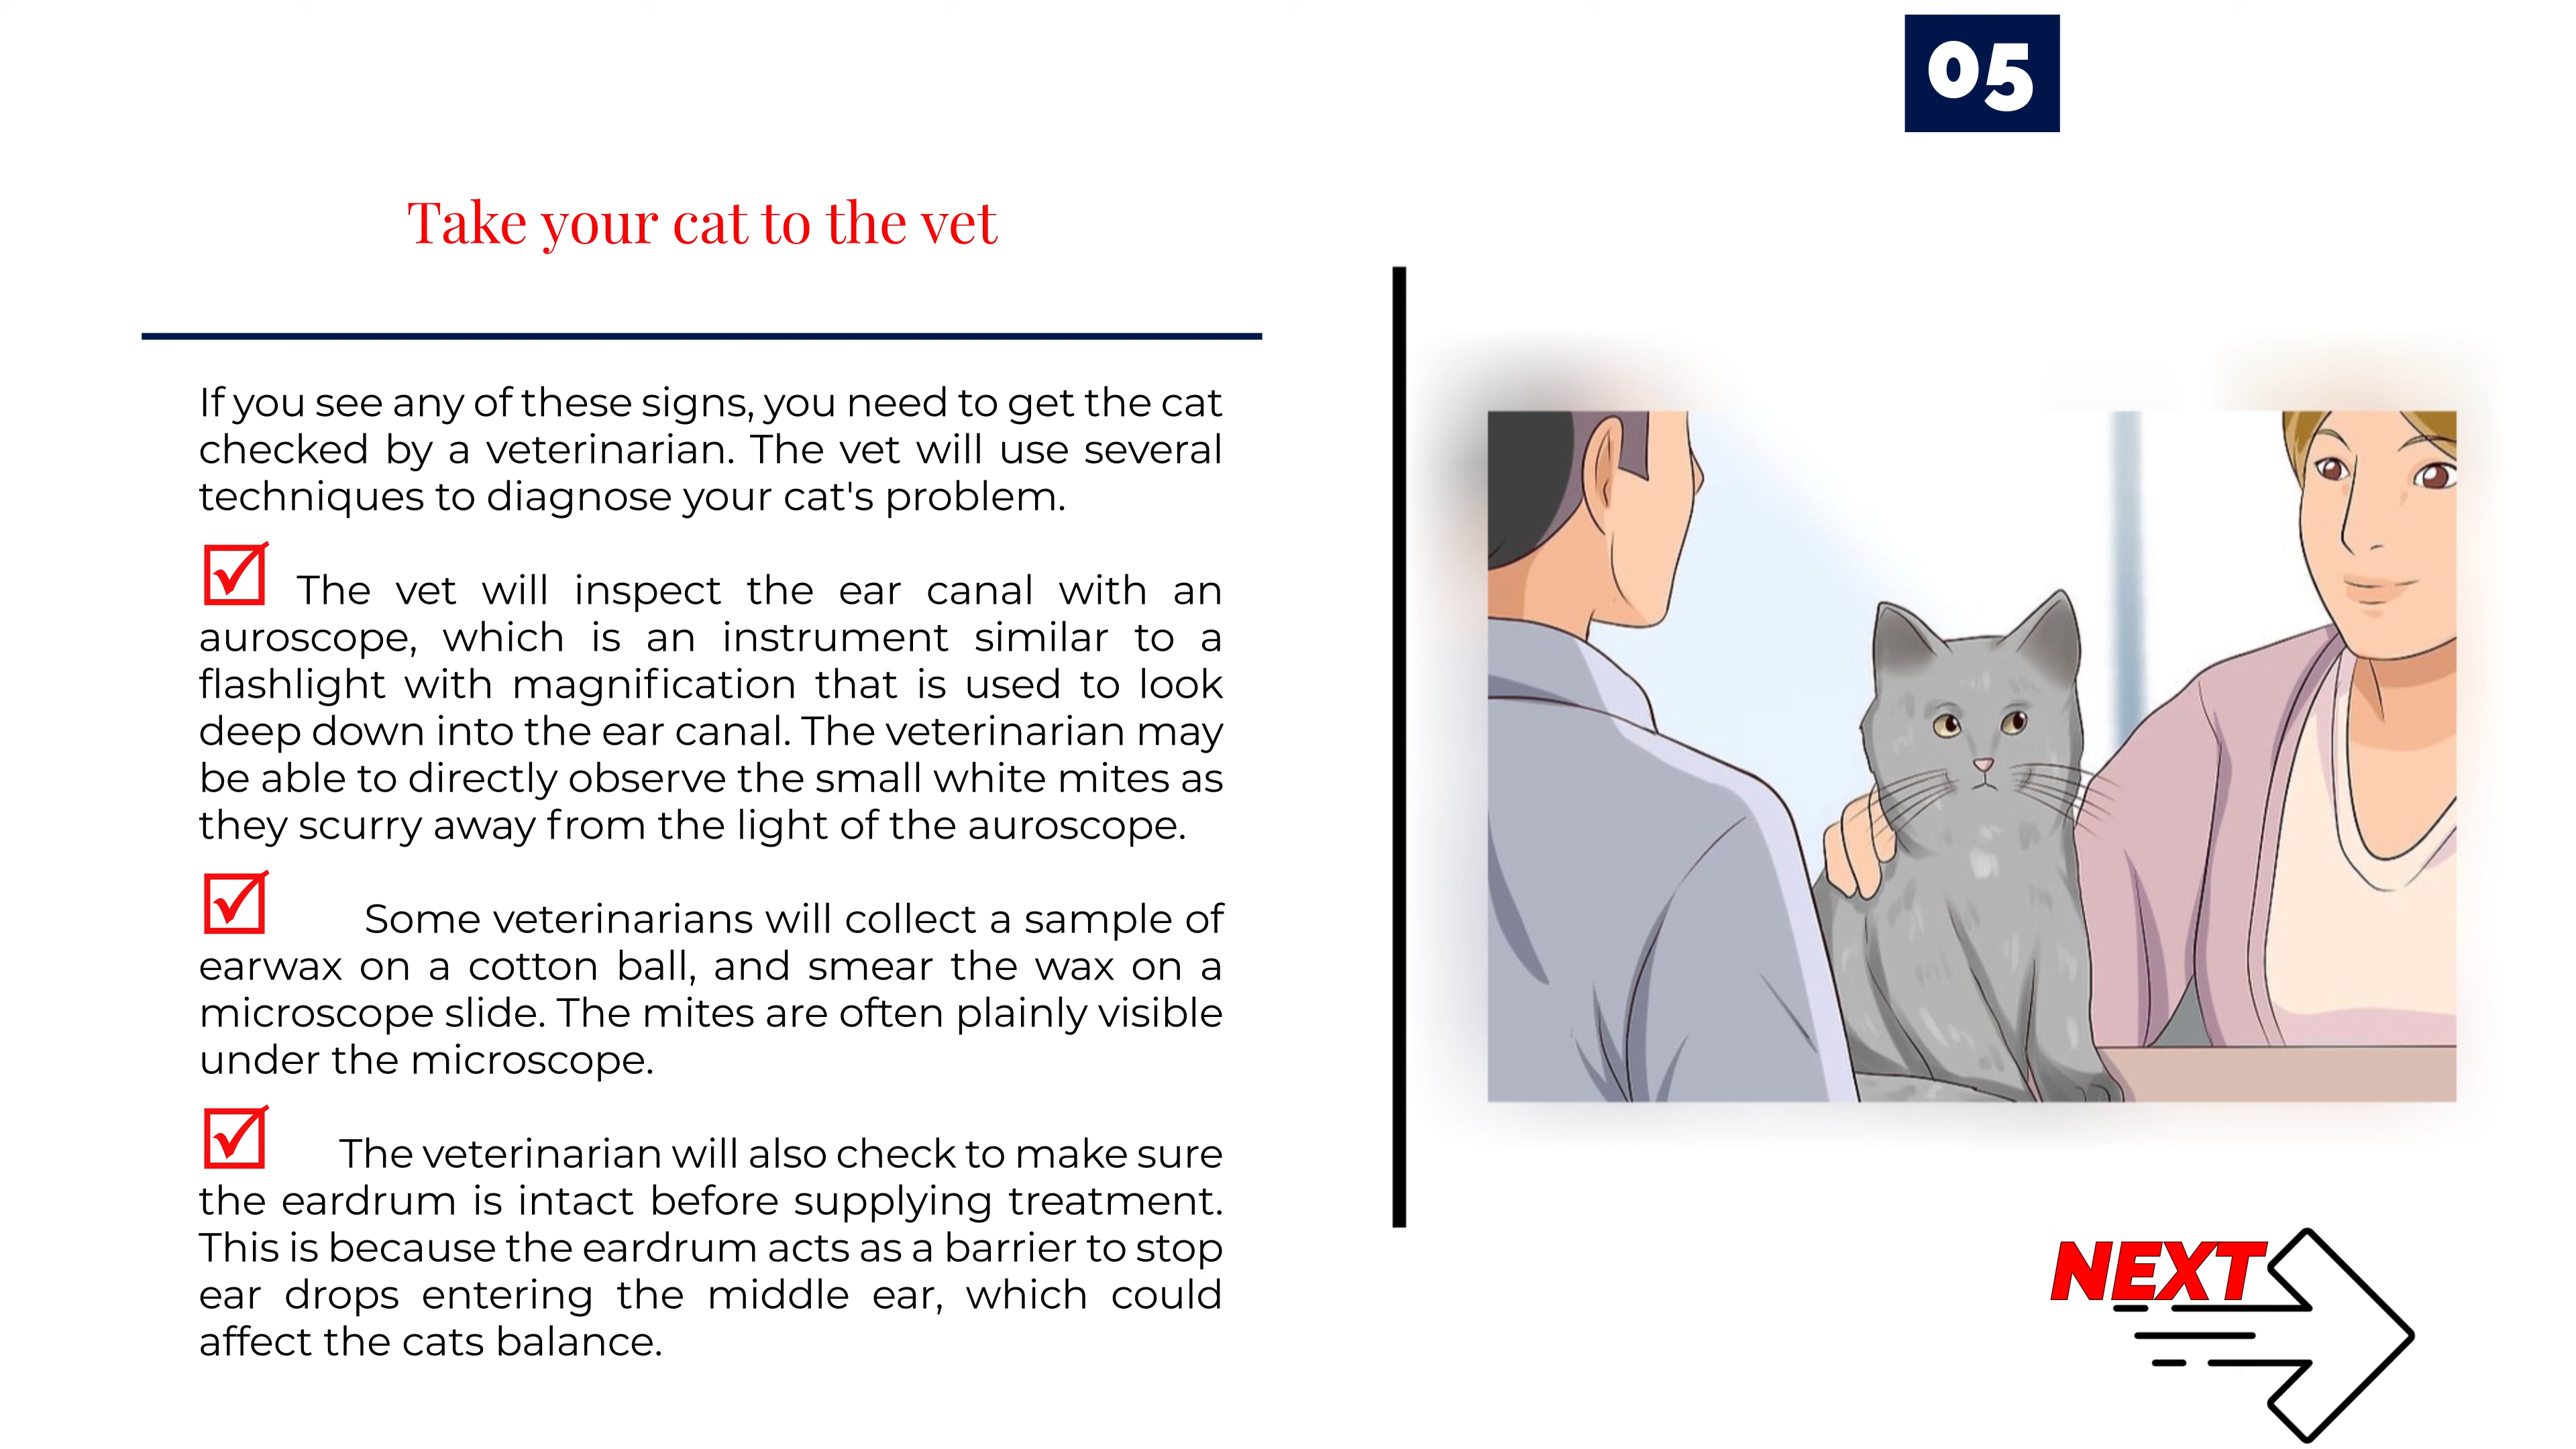 05
Take your cat to the vet
If you see any of these signs, you need to get the cat
checked by a veterinarian. The vet will use several
techniques to diagnose your cat's problem.
The vet will inspect the ear canal with an
auroscope, which is an instrument similar to a
flashlight with magnification that is used to look
deep down into the ear canal. The veterinarian may
be able to directly observe the small white mites as
they scurry away from the light of the auroscope.
Some veterinarians will collect a sample of
earwax on a cotton ball, and smear the wax on a
microscope slide. The mites are often plainly visible
under the microscope.
The veterinarian will also check to make sure
the eardrum is intact before supplying treatment.
This is because the eardrum acts as a barrier to stop
ear drops entering the middle ear, which could
affect the cats balance.
NEXT